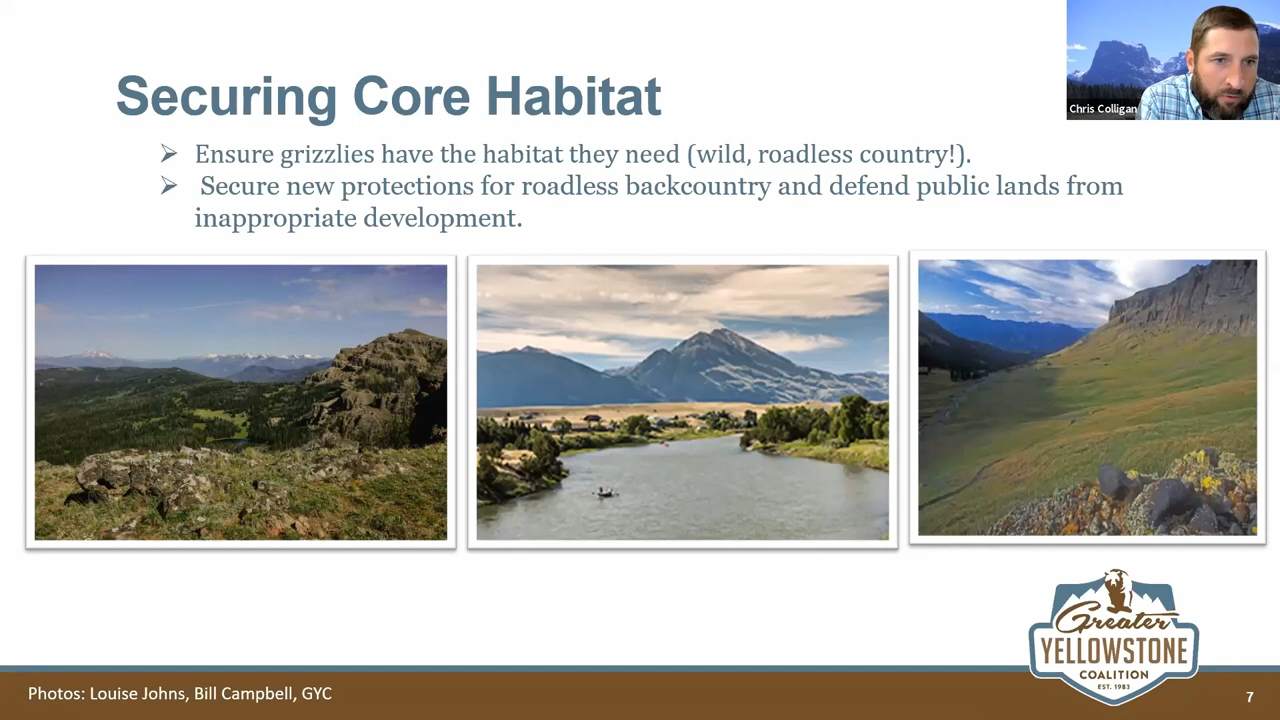 Securing Core Habitat
Chris Colligan
➢ Ensure grizzlies have the habitat they need (wild, roadless country!).
➢ Secure new protections for roadless backcountry and defend public lands from
inappropriate development.
Greater
YELLOWSTONE
COALITION
EST. 1983
Photos: Louise Johns, Bill Campbell, GYC
7